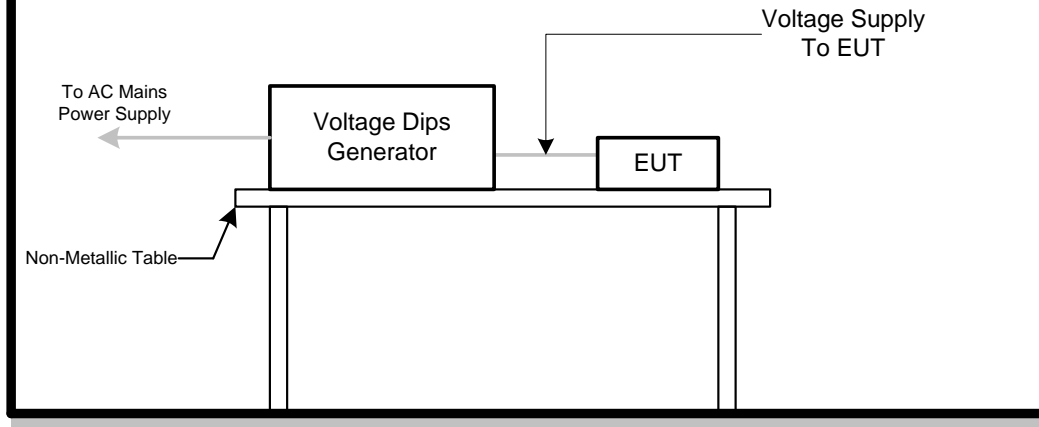 Voltage Supply
To EUT
To AC Mains
Power Supply
Voltage Dips
Generator
EUT
Non-Metallic Table